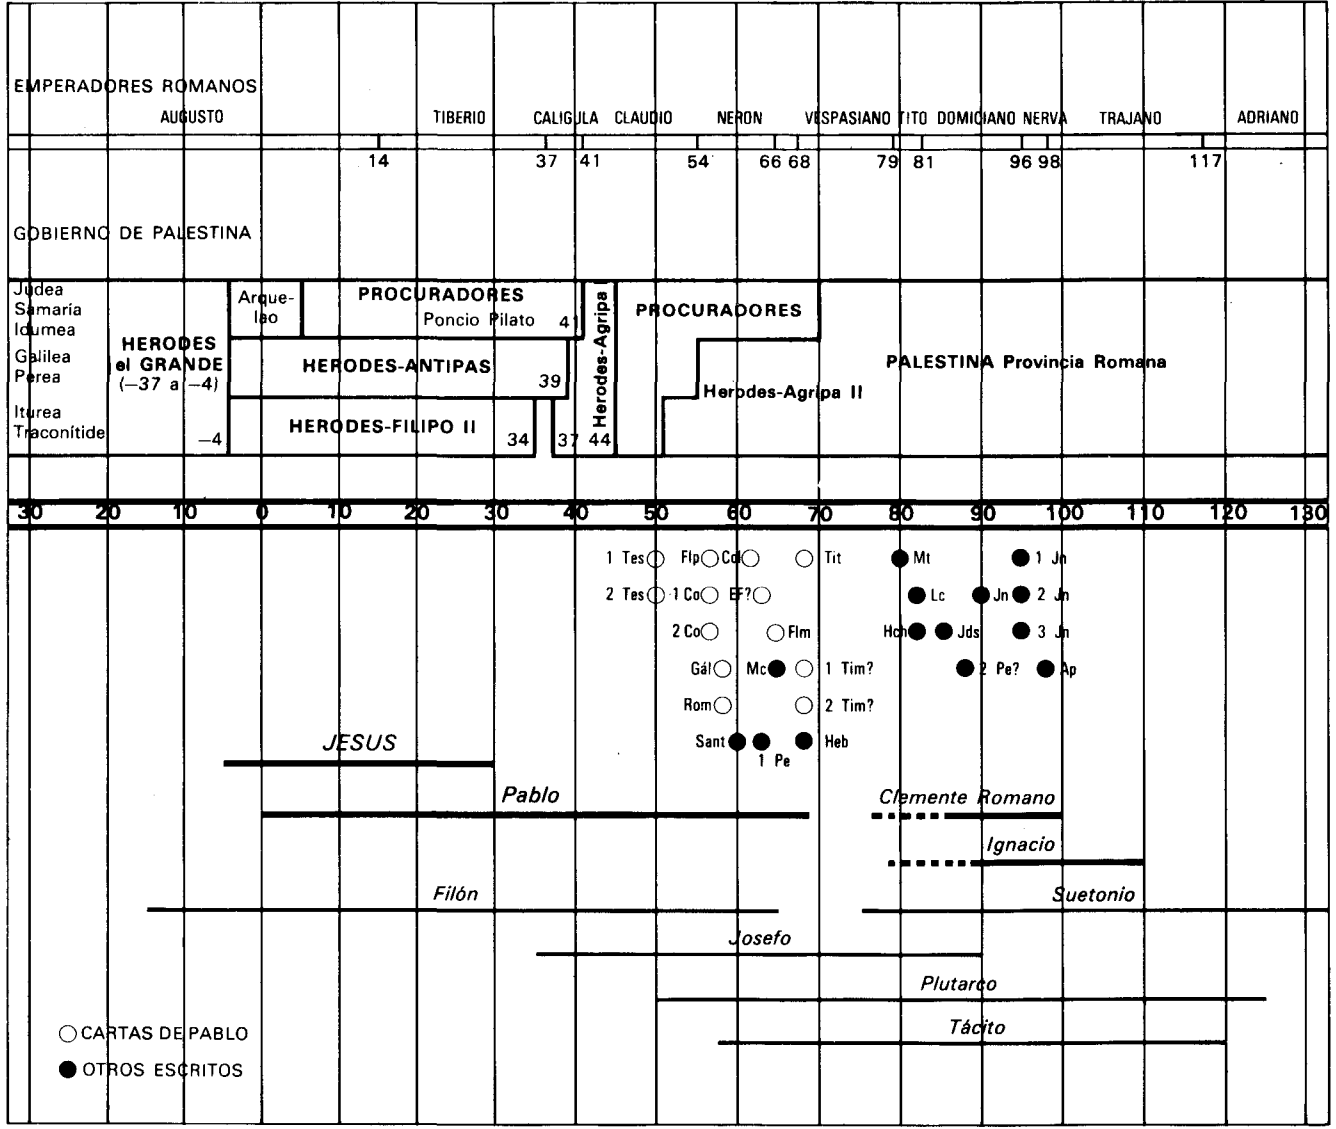 EMPERADORES ROMANOS
AUGUSTO TIBERIO CALIGULA CLAUDIO NERON VESPASIANO TITO DOMICIANO NERVA TRAJANO ADRIANO
14 37 41 54 66 68 79 81 96 98 117
GOBIERNO DE PALESTINA
Judea
Samaría
Idumea
Galilea
Perea
Iturea
Traconítide
HERODES
el GRANDE
(–37 a –4)
–4
Arque-
lao
PROCURADORES
Poncio Pilato 41
HERODES-ANTIPAS
39
HERODES-FILIPO II
34
37 44
Herodes-Agripa
PROCURADORES
Herodes-Agripa II
PALESTINA Provincia Romana
30 20 10 0 10 20 30 40 50 60 70 80 90 100 110 120 130
1 Tes Flp Col Tit Mt 1 Jn
2 Tes 1 Co EF? Lc Jn 2 Jn
2 Co Flm Hch Jds 3 Jn
Gál Mc 1 Tim? 2 Pe? Ap
Rom 2 Tim?
Sant 1 Pe Heb
JESUS
Pablo
Clemente Romano
Ignacio
Filón
Suetonio
Josefo
Plutarco
Tácito
CARTAS DE PABLO
OTROS ESCRITOS